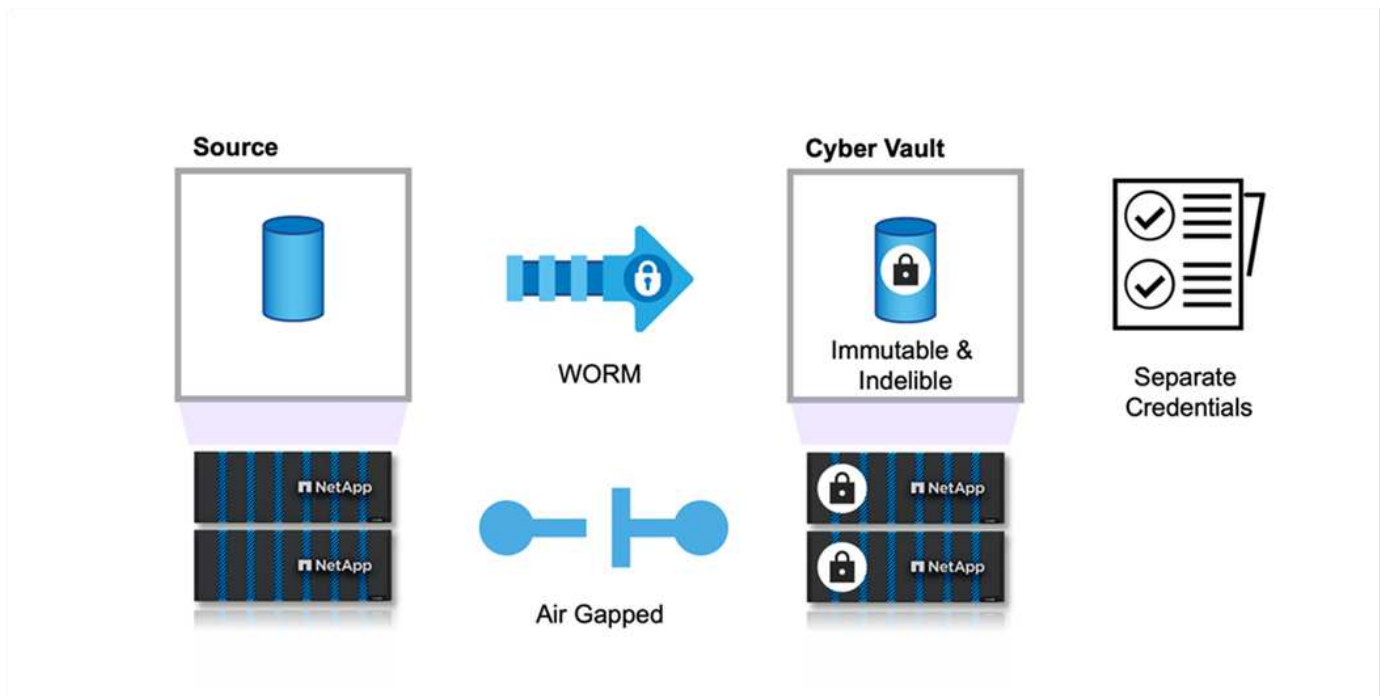 Source
Cyber Vault
WORM
Immutable &
Indelible
Separate
Credentials
NetApp
NetApp
NetApp
NetApp
Air Gapped